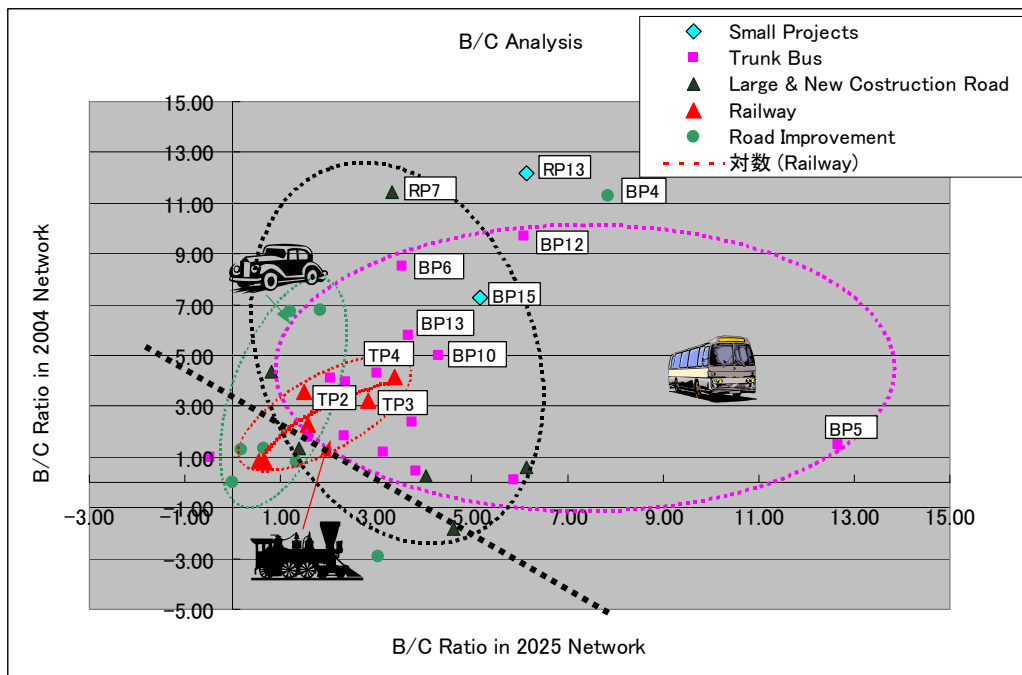 B/C Analysis
Small Projects
Trunk Bus
Large & New Costruction Road
Railway
Road Improvement
対数 (Railway)
15.00
13.00
11.00
9.00
7.00
5.00
3.00
1.00
-1.00
-3.00
-5.00
-3.00
-1.00
1.00
3.00
5.00
7.00
9.00
11.00
13.00
15.00
B/C Ratio in 2004 Network
B/C Ratio in 2025 Network
RP7
RP13
BP4
BP12
BP6
BP15
BP13
BP10
TP4
TP2
TP3
BP5